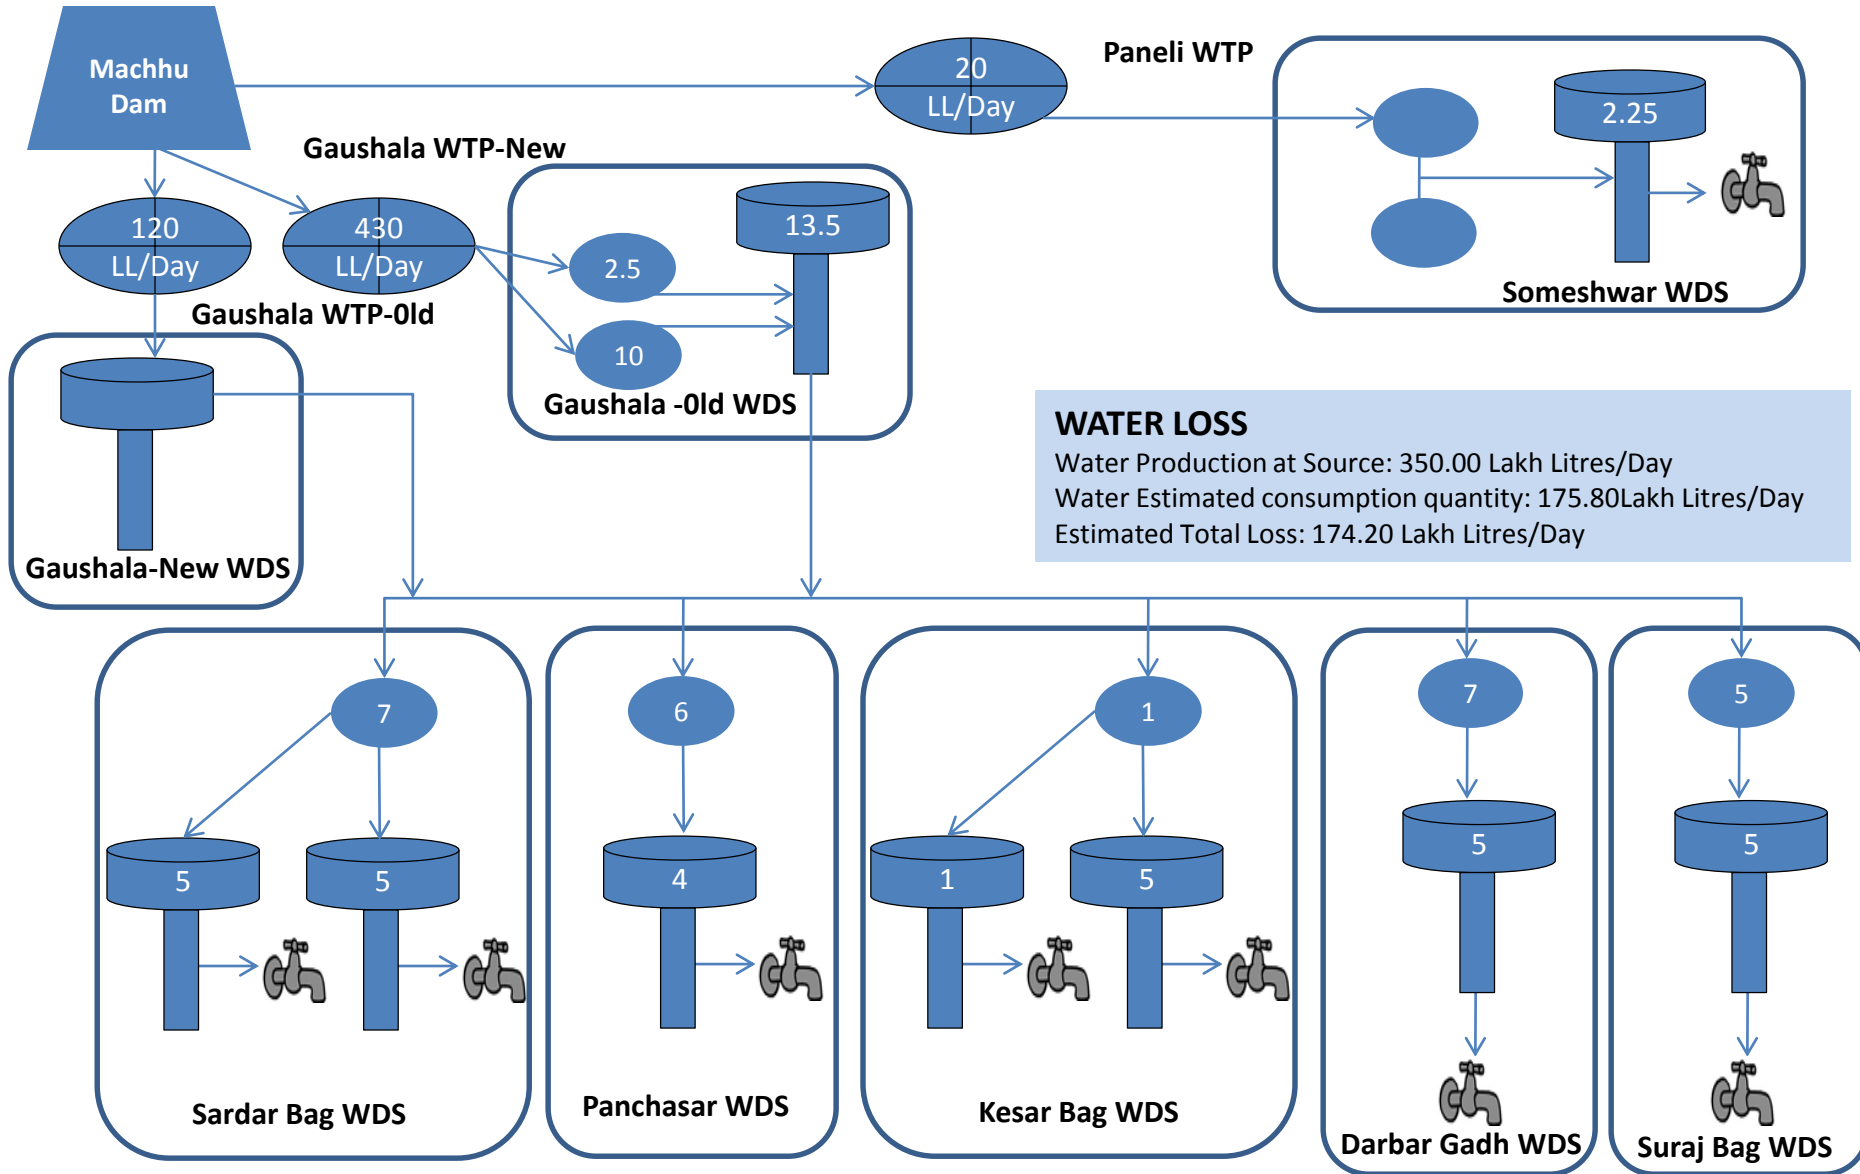 Machhu
Dam
20
LL/Day
Paneli WTP
2.25
Someshwar WDS
Gaushala WTP-New
120
LL/Day
430
LL/Day
Gaushala WTP-0ld
2.5
10
13.5
Gaushala -0ld WDS
Gaushala-New WDS
WATER LOSS
Water Production at Source: 350.00 Lakh Litres/Day
Water Estimated consumption quantity: 175.80Lakh Litres/Day
Estimated Total Loss: 174.20 Lakh Litres/Day
7
5
5
Sardar Bag WDS
6
4
Panchasar WDS
1
1
5
Kesar Bag WDS
7
5
Darbar Gadh WDS
5
5
Suraj Bag WDS